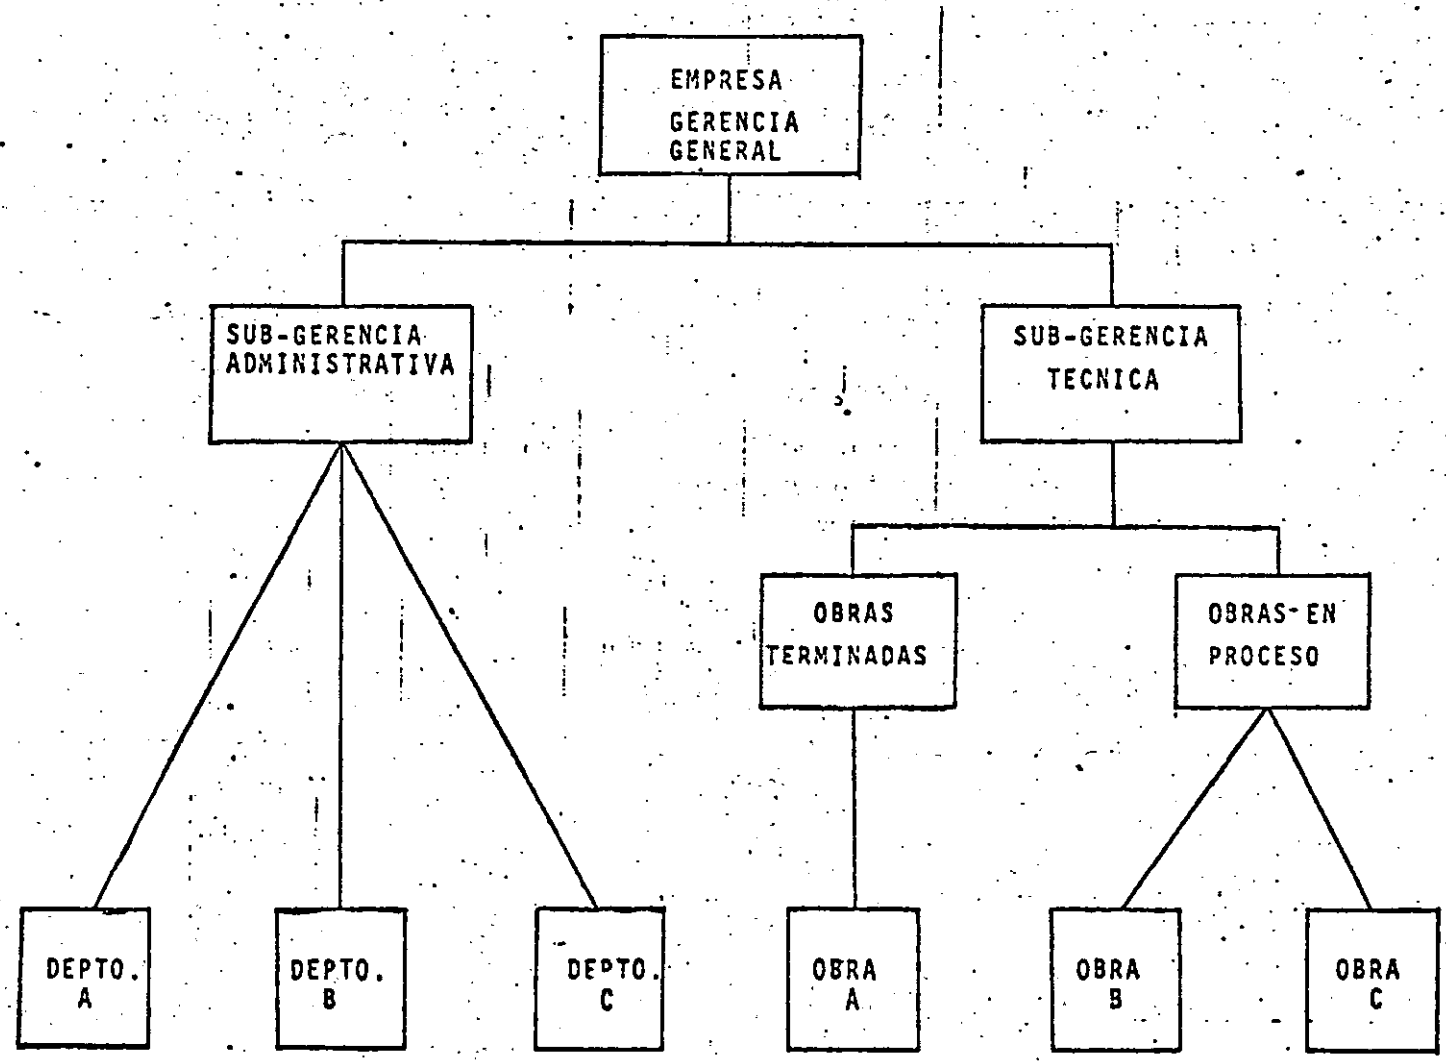 EMPRESA
GERENCIA
GENERAL
SUB-GERENCIA
ADMINISTRATIVA
SUB-GERENCIA
TECNICA
OBRAS
TERMINADAS
OBRAS-EN
PROCESO
DEPTO.
A
DEPTO.
B
DEPTO.
C
OBRA
A
OBRA
B
OBRA
C